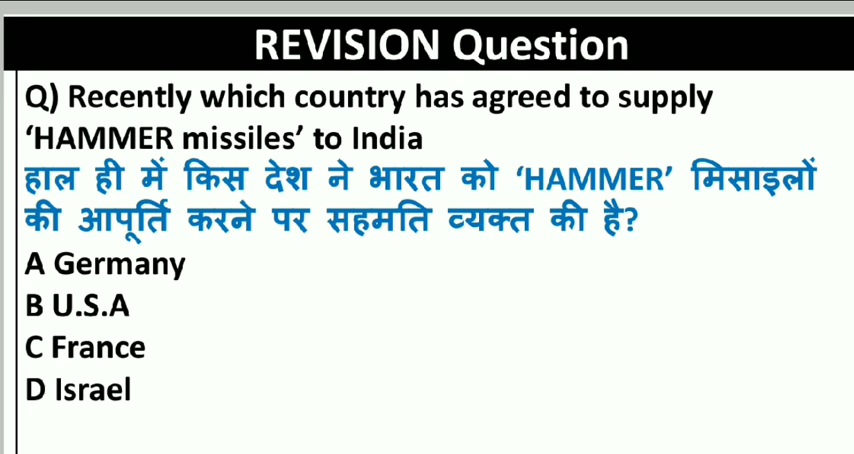 REVISION Question
Q) Recently which country has agreed to supply
‘HAMMER missiles’ to India
हाल ही में किस देश ने भारत को ‘HAMMER’ मिसाइलों
की आपूर्ति करने पर सहमति व्यक्त की है?
A Germany
B U.S.A
C France
D Israel